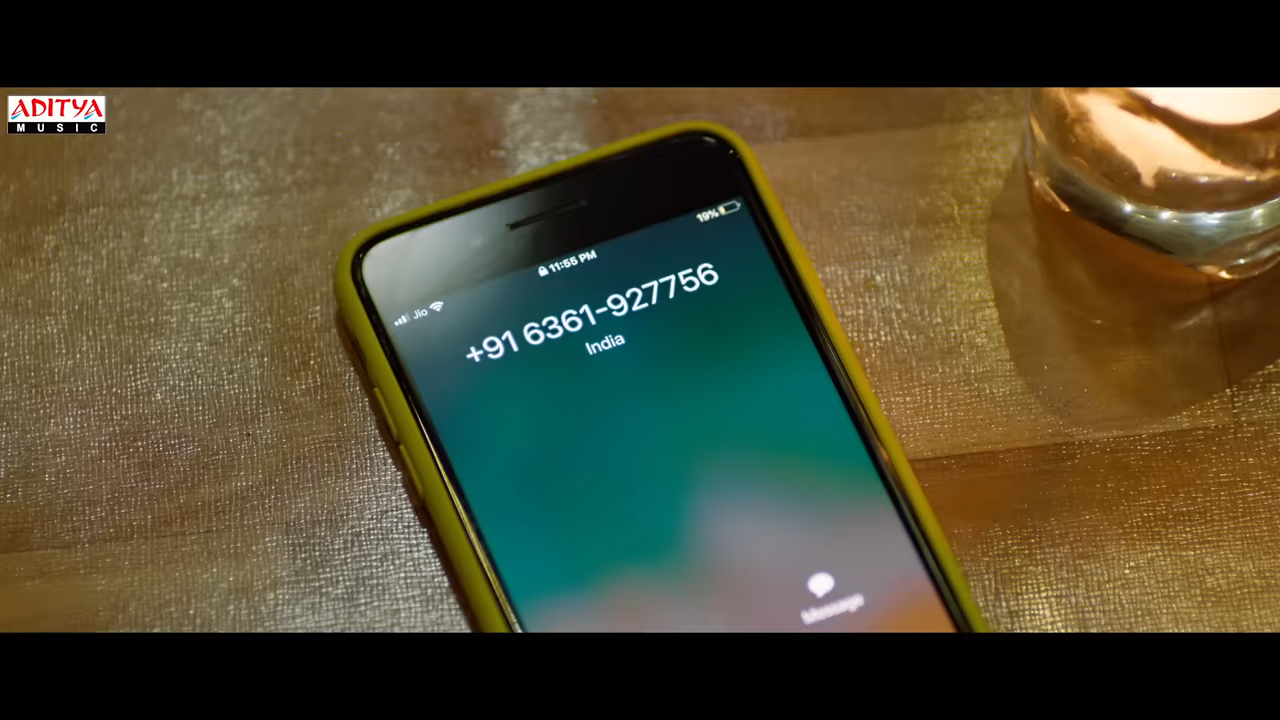 ADITYA
MUSIC
19%
11:55 PM
Jio
+91 6361-927756
India
Message